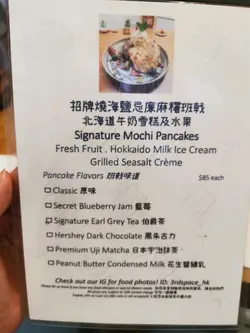 招牌燒海鹽忌廉麻糬班戟
北海道牛奶雪糕及水果
Signature Mochi Pancakes
Fresh Fruit . Hokkaido Milk Ice Cream
Grilled Seasalt Crème
Pancake Flavors 班戟味道 $85 each
Classic 原味
Secret Blueberry Jam 藍莓
Signature Earl Grey Tea 伯爵茶
Hershey Dark Chocolate 黑朱古力
Premium Uji Matcha 日本宇治抹茶
Peanut Butter Condensed Milk 花生醬鍊乳
Check out our IG for food photos! ID: 3rdspace_hk